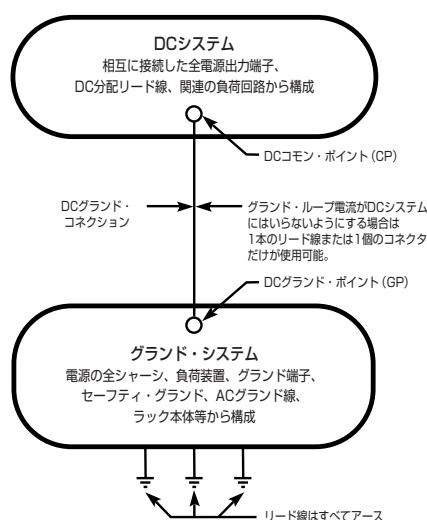 DCシステム
相互に接続した全電源出力端子、
DC分配リード線、関連の負荷回路から構成
DCコモン・ポイント（CP）
DCグランド・
コネクション
グランド・ループ電流がDCシステム
にはいらないようにする場合は
1本のリード線または1個のコネクタ
だけが使用可能。
DCグランド・ポイント（GP）
グランド・システム
電源の全シャーシ、負荷装置、グランド端子、
セーフティ・グランド、ACグランド線、
ラック本体等から構成
リード線はすべてアース